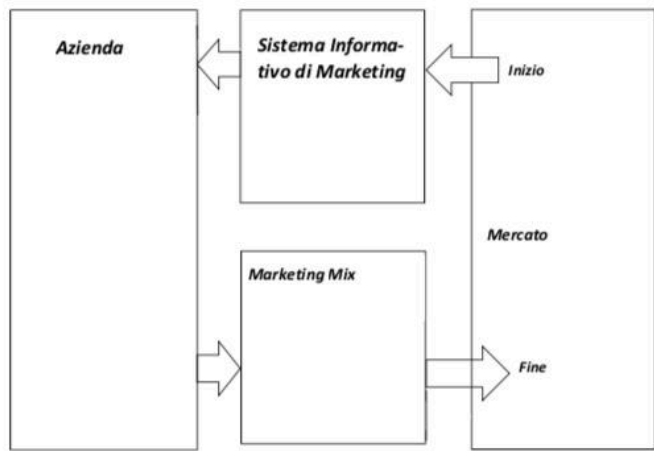 Azienda
Sistema Informa-
tivo di Marketing
Inizio
Mercato
Marketing Mix
Fine